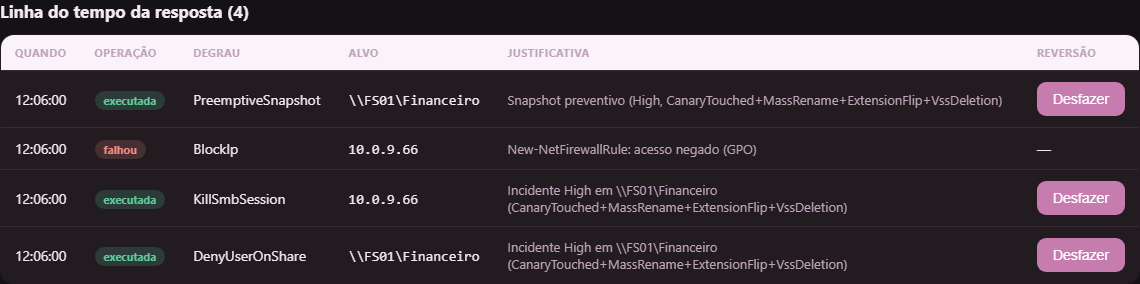 Linha do tempo da resposta (4)
QUANDO OPERAÇÃO DEGRAU ALVO JUSTIFICATIVA REVERSÃO
12:06:00 executada PreemptiveSnapshot \\FS01\Financeiro Snapshot preventivo (High, CanaryTouched+MassRename+ExtensionFlip+VssDeletion) Desfazer
12:06:00 falhou BlockIp 10.0.9.66 New-NetFirewallRule: acesso negado (GPO) —
12:06:00 executada KillSmbSession 10.0.9.66 Incidente High em \\FS01\Financeiro
(CanaryTouched+MassRename+ExtensionFlip+VssDeletion) Desfazer
12:06:00 executada DenyUserOnShare \\FS01\Financeiro Incidente High em \\FS01\Financeiro
(CanaryTouched+MassRename+ExtensionFlip+VssDeletion) Desfazer